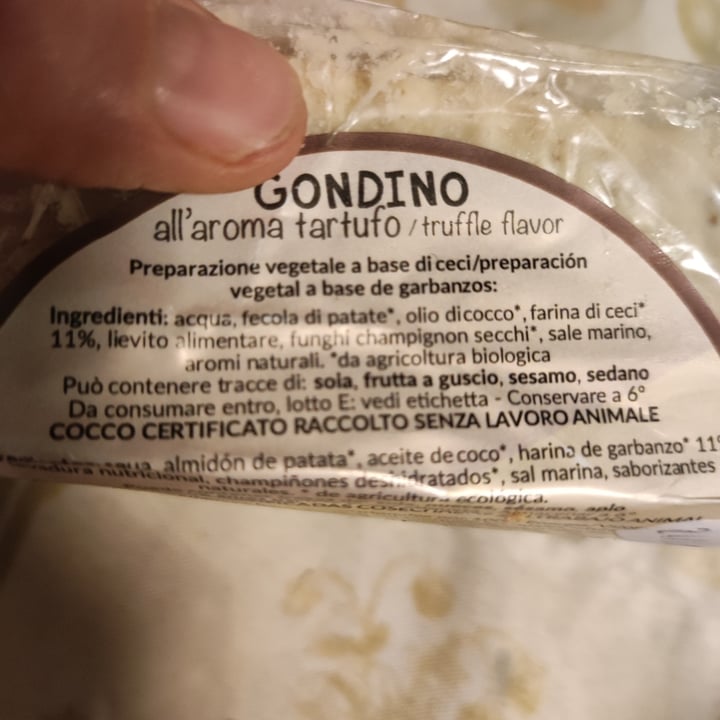 GONDINO
all'aroma tartufo / truffle flavor
Preparazione vegetale a base di ceci/preparación
vegetal a base de garbanzos:
Ingredienti: acqua, fecola di patate*, olio di cocco*, farina di ceci*
11%, lievito alimentare, funghi champignon secchi*, sale marino,
aromi naturali. *da agricoltura biologica
Può contenere tracce di: soia, frutta a guscio, sesamo, sedano
Da consumare entro, lotto E: vedi etichetta - Conservare a 6°
COCCO CERTIFICATO RACCOLTO SENZA LAVORO ANIMALE
agua, almidón de patata*, aceite de coco*, harina de garbanzo* 11%
nutricional, champiñones deshidratados*, sal marina, saborizantes
naturales. * de agricultura ecológica.
sésamo, apio